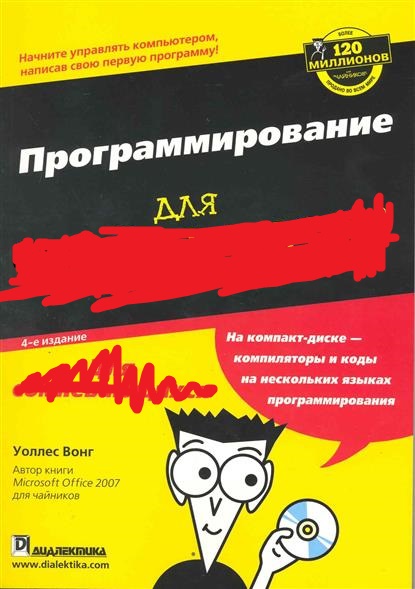 Начните управлять компьютером,
написав свою первую программу!
БОЛЕЕ
120
МИЛЛИОНОВ
"ЧАЙНИКОВ"
ПРОДАНО ВО ВСЕМ МИРЕ
Программирование
для
4-е издание
На компакт-диске —
компиляторы и коды
на нескольких языках
программирования
Уоллес Вонг
Автор книги
Microsoft Office 2007
для чайников
ДИАЛЕКТИКА
www.dialektika.com